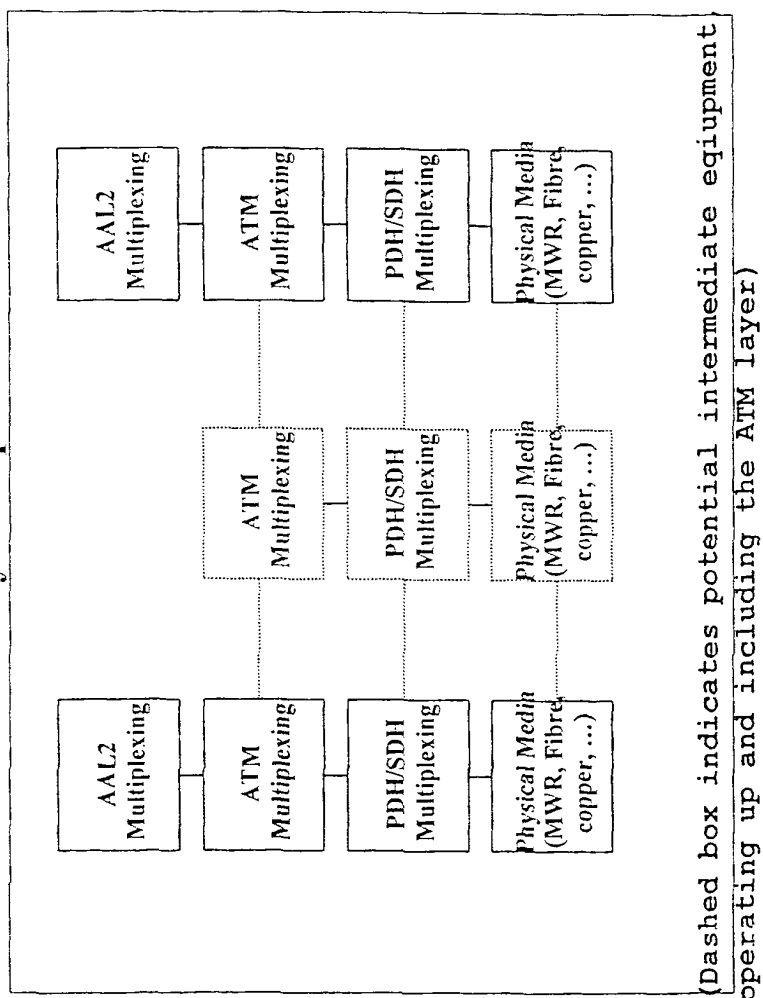 AAL2
Multiplexing
ATM
Multiplexing
PDH/SDH
Multiplexing
Physical Media
(MWR, Fibre,
copper, ...)
ATM
Multiplexing
PDH/SDH
Multiplexing
Physical Media
(MWR, Fibre,
copper, ...)
AAL2
Multiplexing
ATM
Multiplexing
PDH/SDH
Multiplexing
Physical Media
(MWR, Fibre,
copper, ...)
(Dashed box indicates potential intermediate eqiupment,
operating up and including the ATM layer)